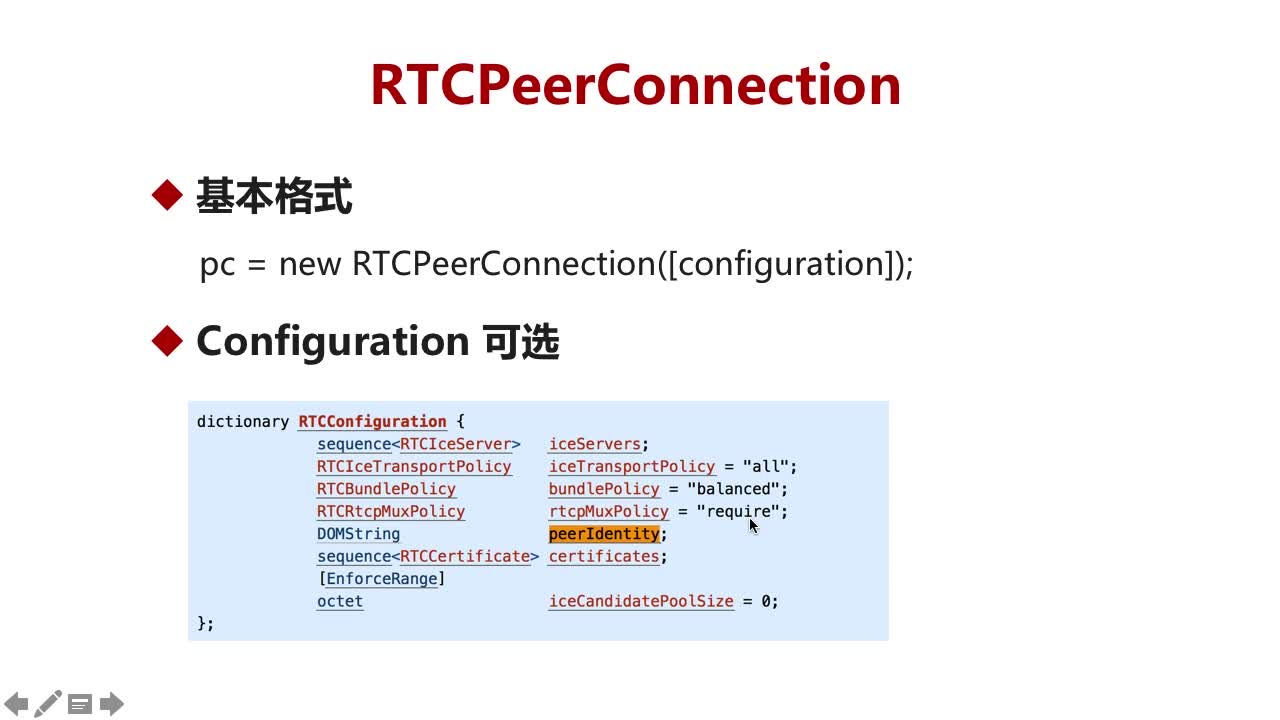 RTCPeerConnection
基本格式
pc = new RTCPeerConnection([configuration]);
Configuration 可选
dictionary RTCConfiguration {
sequence<RTCIceServer> iceServers;
RTCIceTransportPolicy iceTransportPolicy = "all";
RTCBundlePolicy bundlePolicy = "balanced";
RTCRtcpMuxPolicy rtcpMuxPolicy = "require";
DOMString peerIdentity;
sequence<RTCCertificate> certificates;
[EnforceRange]
octet iceCandidatePoolSize = 0;
};